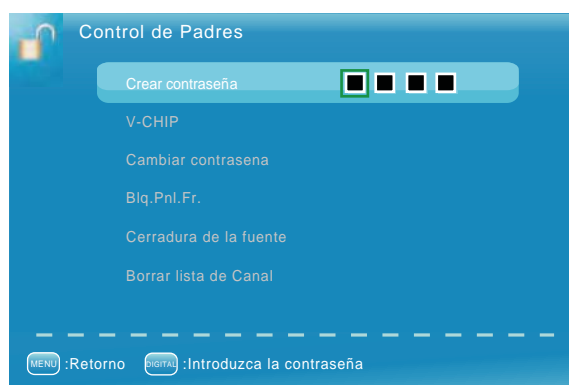 Control de Padres
Crear contraseña
V-CHIP
Cambiar contrasena
Blq.Pnl.Fr.
Cerradura de la fuente
Borrar lista de Canal
MENU :Retorno DIGITAL :Introduzca la contraseña